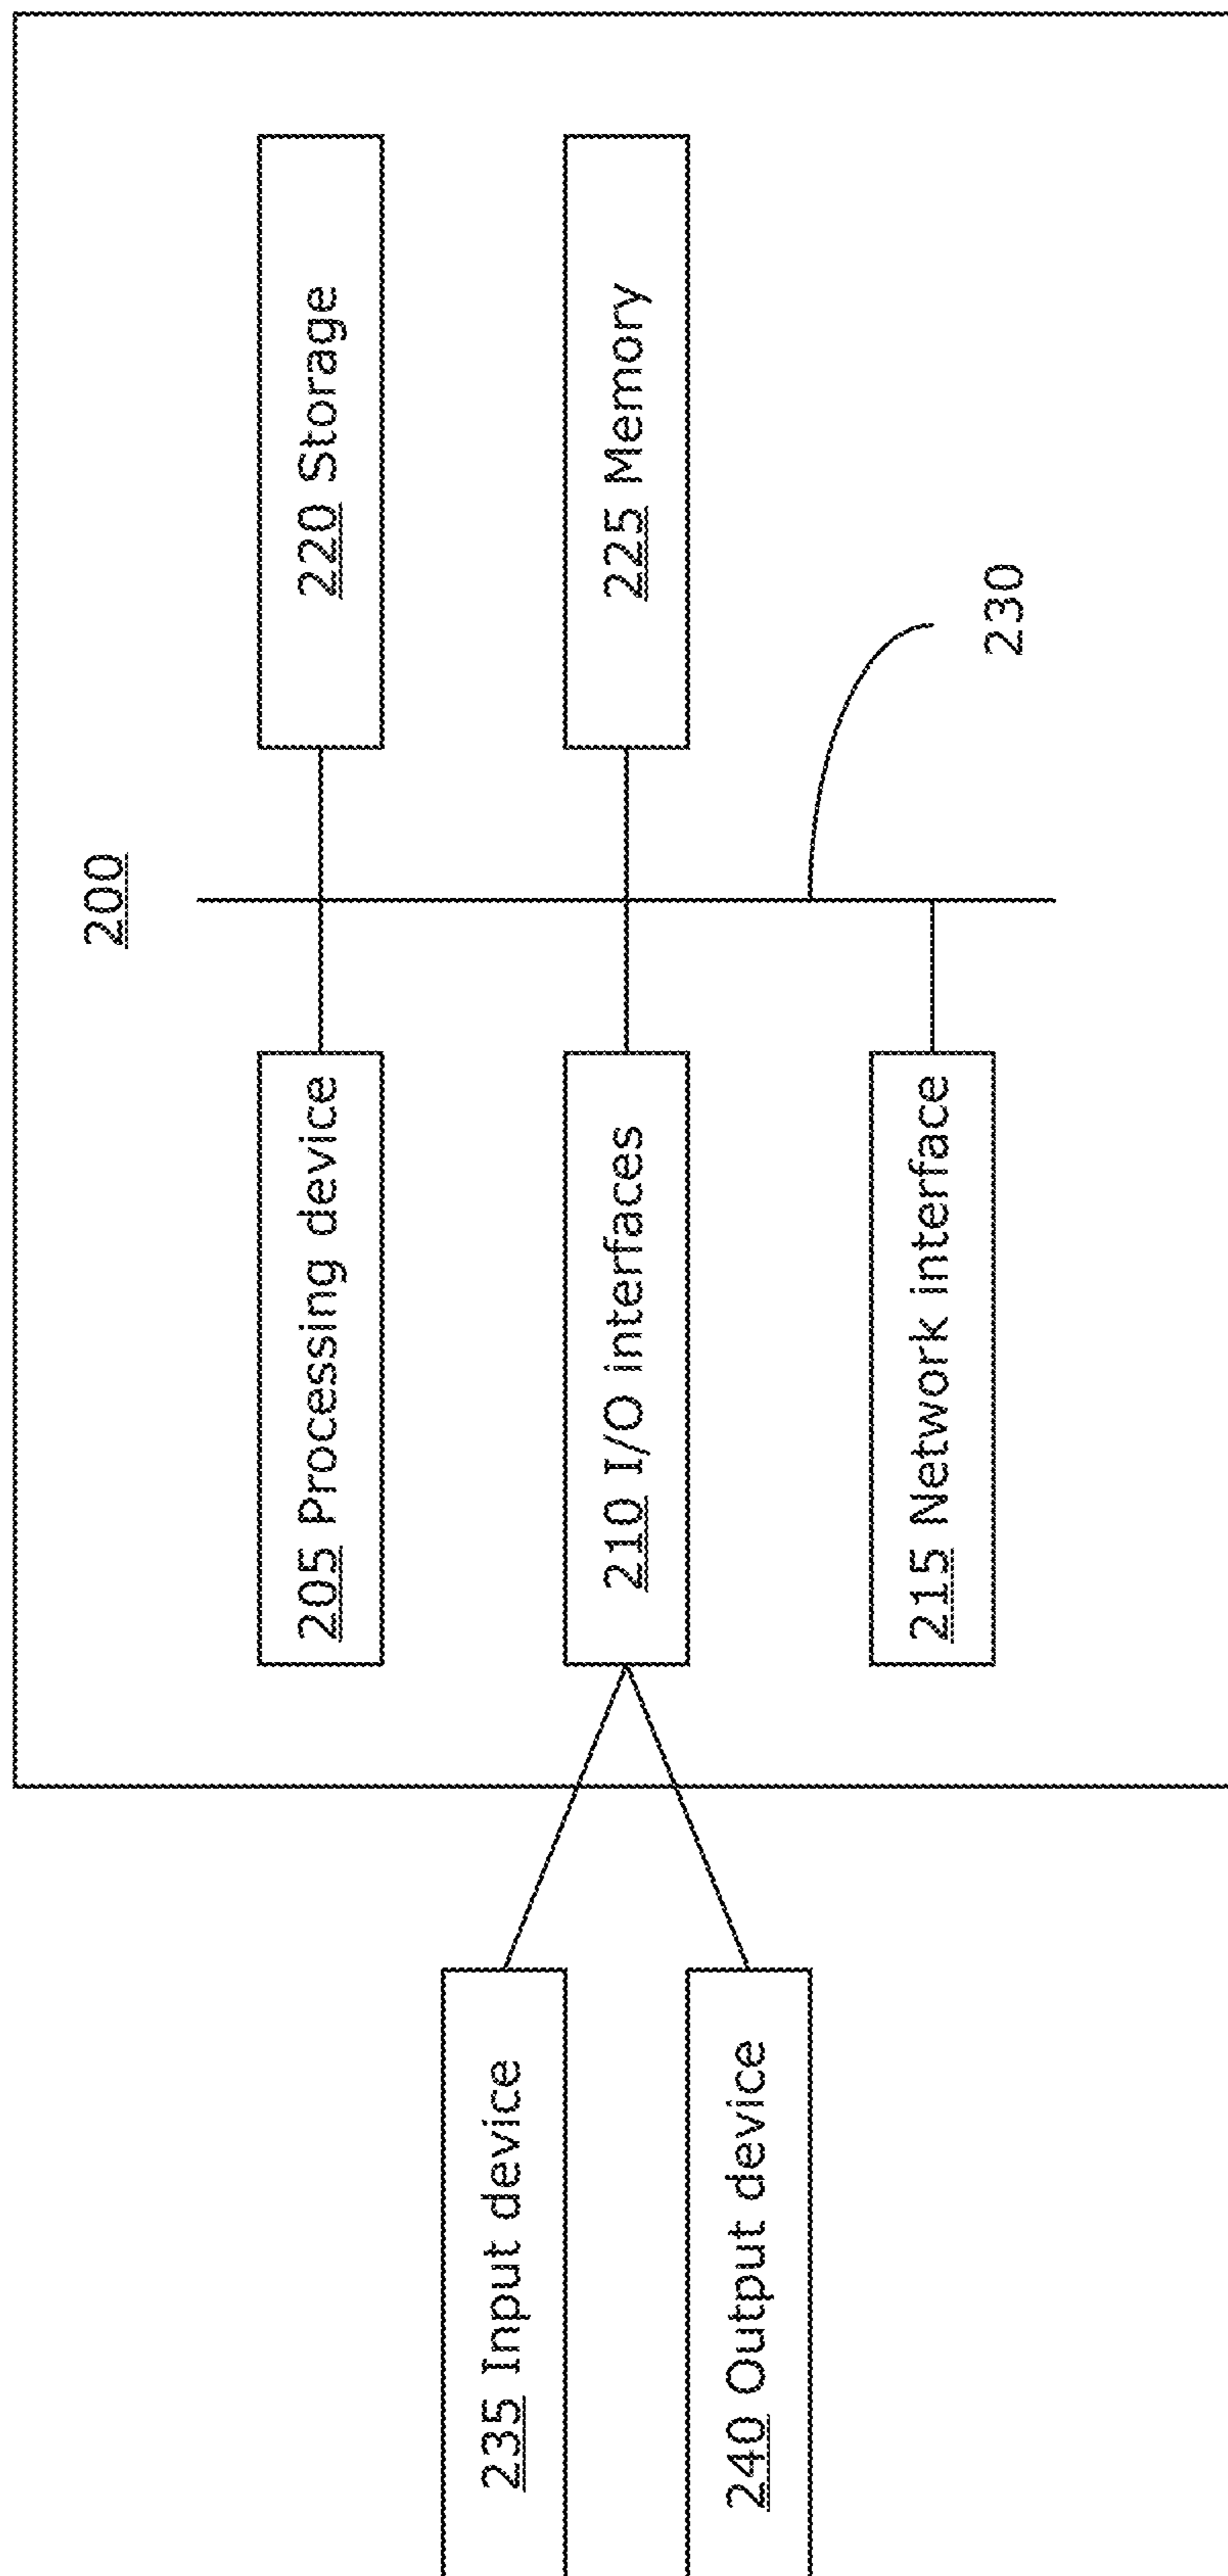 200
205 Processing device
220 Storage
235 Input device
210 I/O interfaces
225 Memory
240 Output device
215 Network interface
230